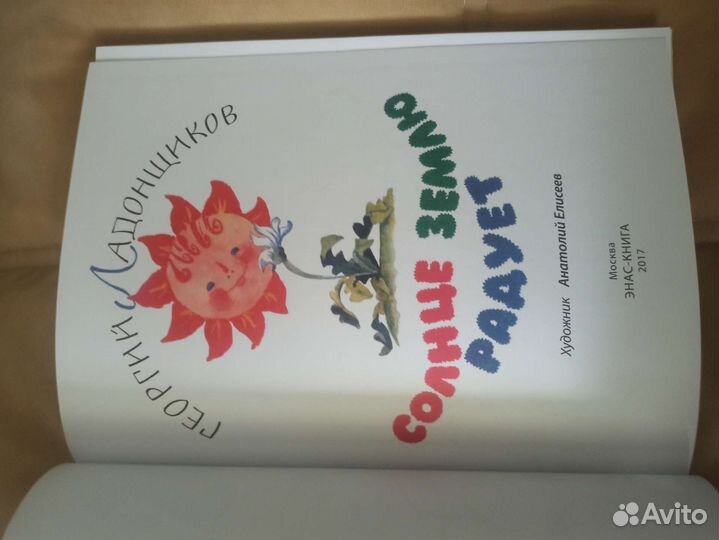 ГЕОРГИЙ ЛАДОНЩИКОВ
СОЛНЦЕ ЗЕМЛЮ
РАДУЕТ
Художник Анатолий Елисеев
Москва
ЭНАС-КНИГА
2017
Avito